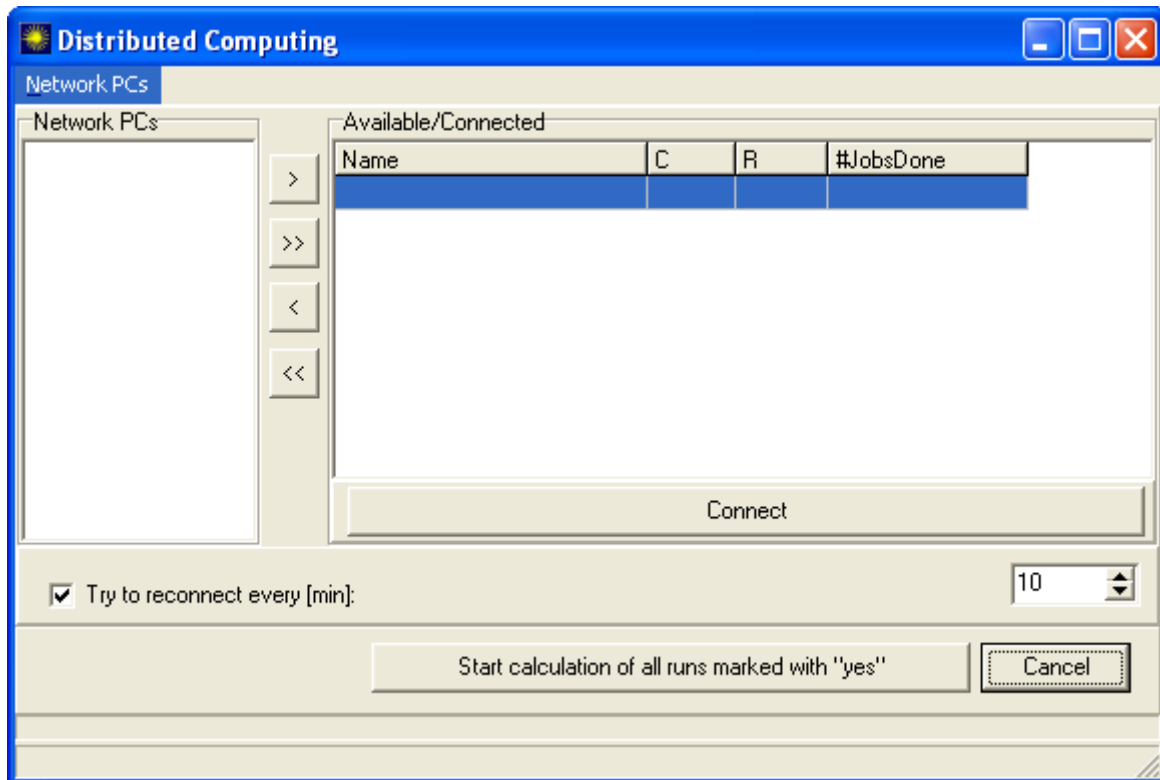 Distributed Computing
Network PCs
Network PCs
Available/Connected
Name C R #JobsDone
>
>>
<
<<
Connect
Try to reconnect every [min]: 10
Start calculation of all runs marked with "yes" Cancel